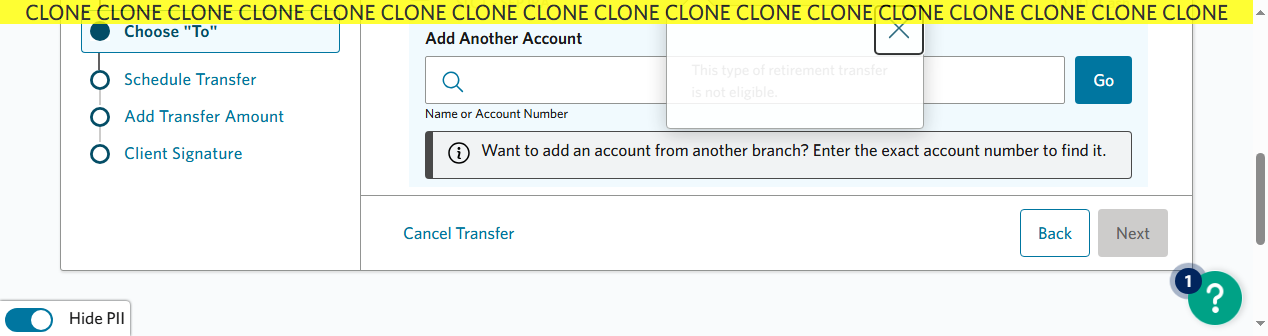 CLONE CLONE CLONE CLONE CLONE CLONE CLONE CLONE CLONE CLONE CLONE CLONE CLONE CLONE CLONE CLONE CLONE
Choose "To"
Schedule Transfer
Add Transfer Amount
Client Signature
Add Another Account
This type of retirement transfer
is not eligible.
Go
Name or Account Number
Want to add an account from another branch? Enter the exact account number to find it.
Cancel Transfer
Back
Next
1
?
Hide PII